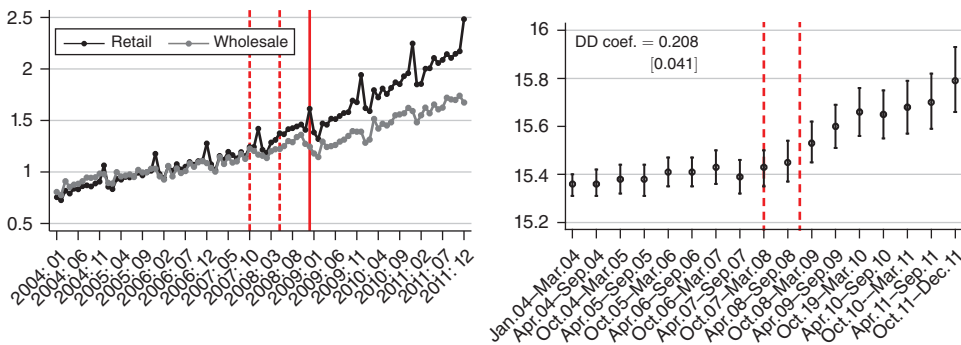 2.5
2
1.5
1
0.5
Retail
Wholesale
2004: 01
2004: 06
2004: 11
2005: 04
2005: 09
2006: 02
2006: 07
2006: 12
2007: 05
2007: 10
2008: 03
2008: 08
2009: 01
2009: 06
2009: 11
2010: 04
2010: 09
2011: 02
2011: 07
2011: 12
16
15.8
15.6
15.4
15.2
DD coef. = 0.208
[0.041]
Jan.04–Mar.04
Apr.04–Sep.04
Oct.04–Mar.05
Apr.05–Sep.05
Oct.05–Mar.06
Apr.06–Sep.06
Oct.06–Mar.07
Apr.07–Sep.07
Oct.07–Mar.08
Apr.08–Sep.08
Oct.08–Mar.09
Apr.09–Sep.09
Oct.19–Mar.10
Apr.10–Sep.10
Oct.10–-Mar.11
Apr.11–Sep.11
Oct.11–Dec.11